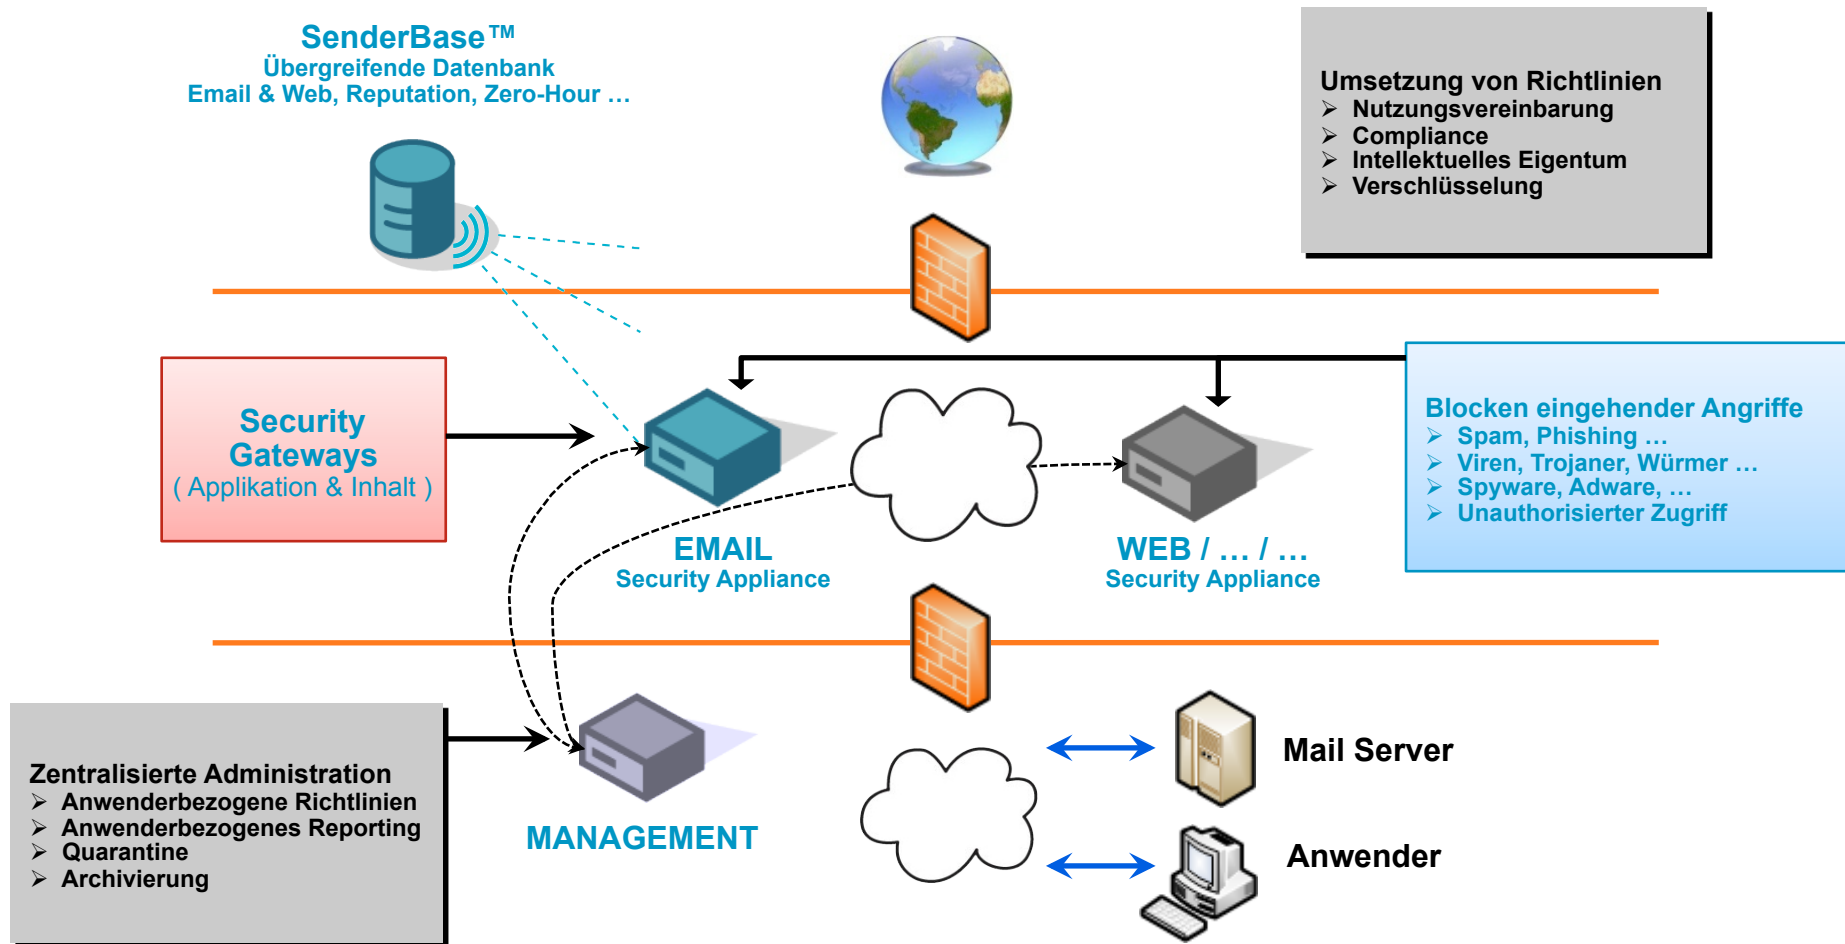 SenderBase™
Übergreifende Datenbank
Email & Web, Reputation, Zero-Hour …
Umsetzung von Richtlinien
➢ Nutzungsvereinbarung
➢ Compliance
➢ Intellektuelles Eigentum
➢ Verschlüsselung
Security
Gateways
( Applikation & Inhalt )
EMAIL
Security Appliance
WEB / … / …
Security Appliance
Blocken eingehender Angriffe
➢ Spam, Phishing …
➢ Viren, Trojaner, Würmer …
➢ Spyware, Adware, …
➢ Unauthorisierter Zugriff
Zentralisierte Administration
➢ Anwenderbezogene Richtlinien
➢ Anwenderbezogenes Reporting
➢ Quarantine
➢ Archivierung
MANAGEMENT
Mail Server
Anwender